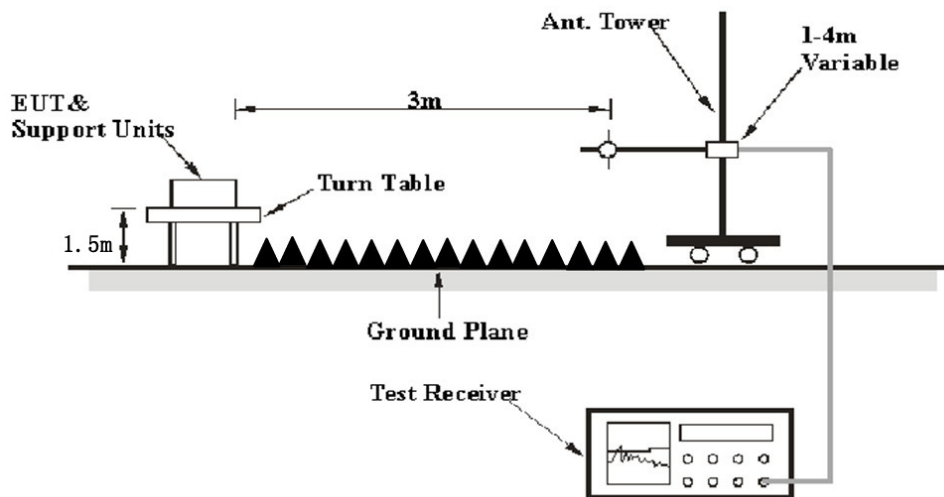 Ant. Tower
1-4m
Variable
3m
EUT&
Support Units
Turn Table
1.5m
Ground Plane
Test Receiver